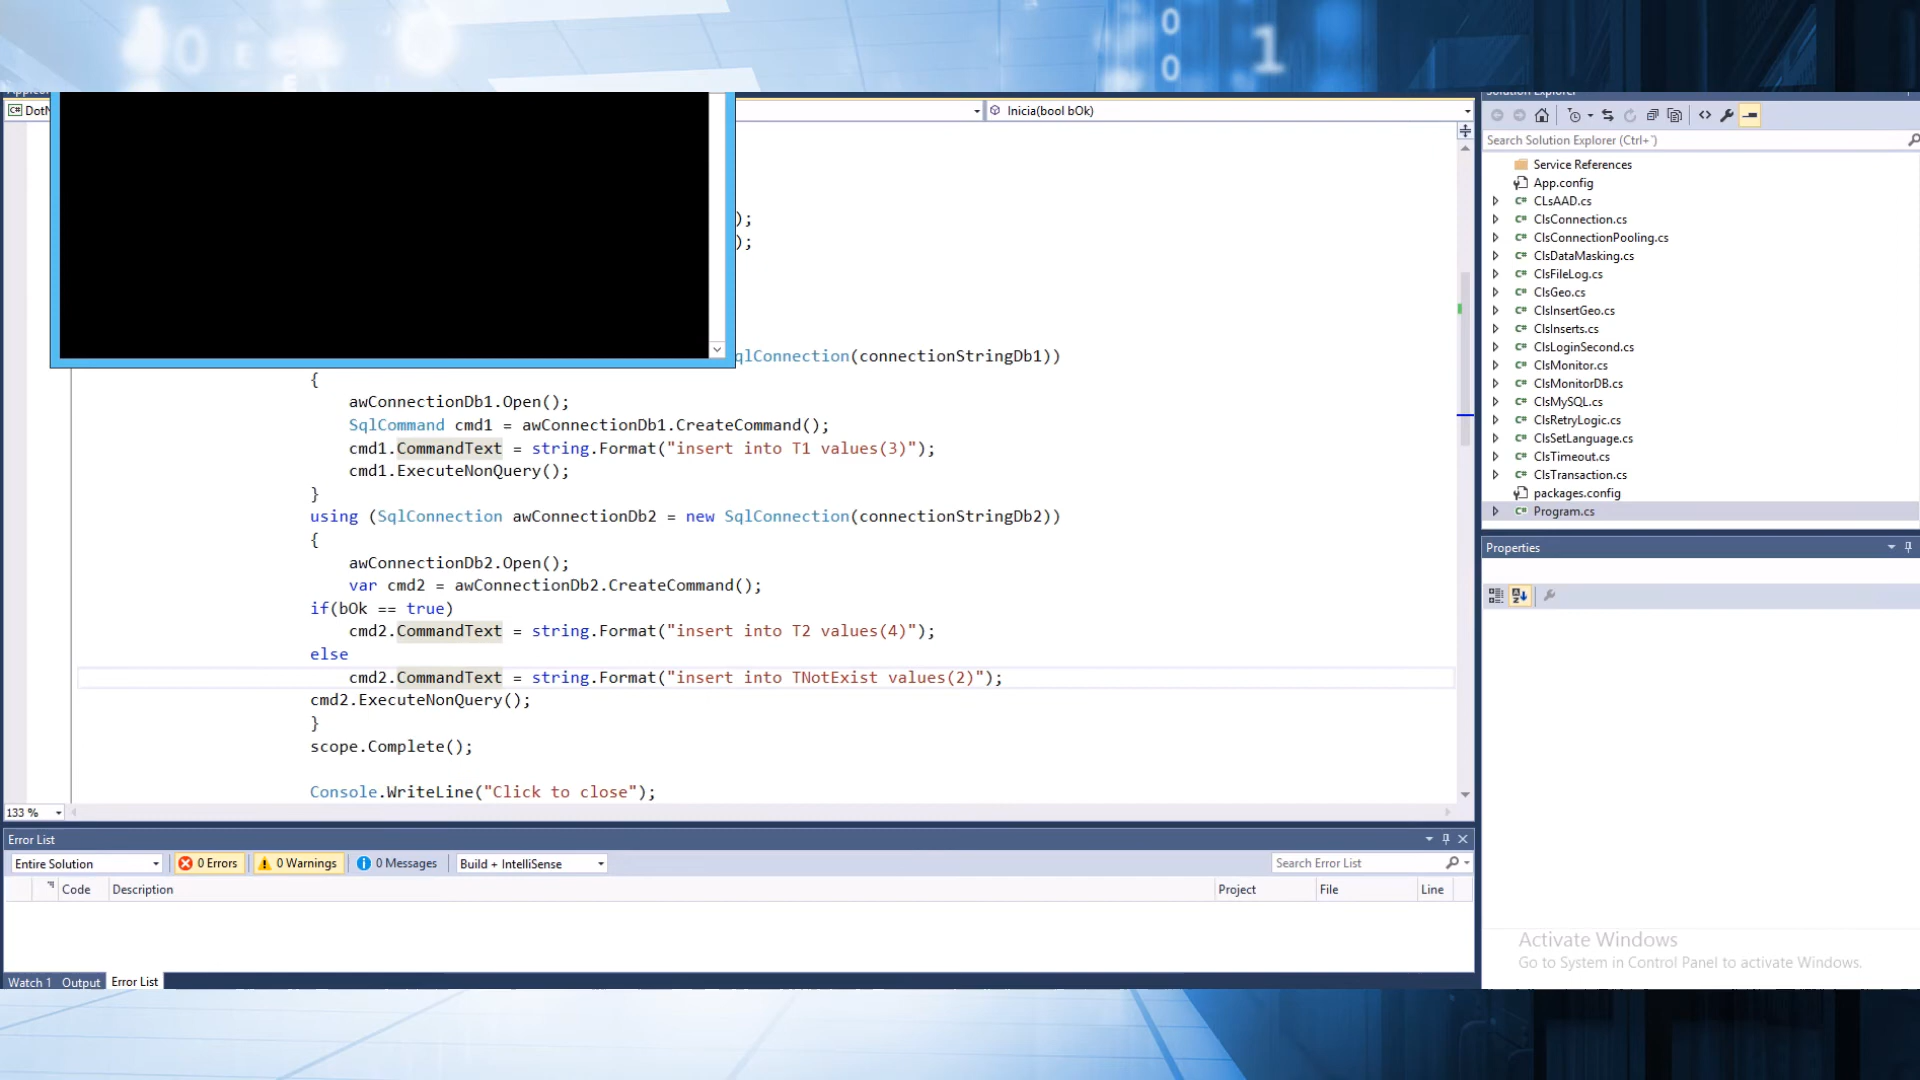 Solution Explorer
DotN
Inicia(bool bOk)
Search Solution Explorer (Ctrl+¨)
Service References
App.config
CLsAAD.cs
ClsConnection.cs
ClsConnectionPooling.cs
ClsDataMasking.cs
ClsFileLog.cs
ClsGeo.cs
ClsInsertGeo.cs
ClsInserts.cs
ClsLoginSecond.cs
ClsMonitor.cs
ClsMonitorDB.cs
ClsMySQL.cs
ClsRetryLogic.cs
ClsSetLanguage.cs
ClsTimeout.cs
ClsTransaction.cs
packages.config
Program.cs
);
);
qlConnection(connectionStringDb1))
{
awConnectionDb1.Open();
SqlCommand cmd1 = awConnectionDb1.CreateCommand();
cmd1.CommandText = string.Format("insert into T1 values(3)");
cmd1.ExecuteNonQuery();
}
using (SqlConnection awConnectionDb2 = new SqlConnection(connectionStringDb2))
{
awConnectionDb2.Open();
var cmd2 = awConnectionDb2.CreateCommand();
if(bOk == true)
cmd2.CommandText = string.Format("insert into T2 values(4)");
else
cmd2.CommandText = string.Format("insert into TNotExist values(2)");
cmd2.ExecuteNonQuery();
}
scope.Complete();
Console.WriteLine("Click to close");
133 %
Properties
Error List
Entire Solution
0 Errors
0 Warnings
0 Messages
Build + IntelliSense
Search Error List
Code
Description
Project
File
Line
Watch 1
Output
Error List
Activate Windows
Go to System in Control Panel to activate Windows.